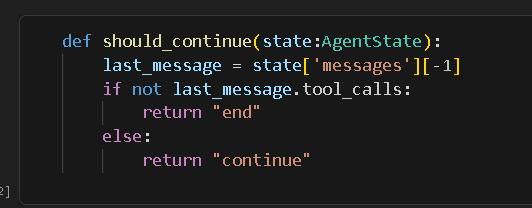 def should_continue(state:AgentState):
    last_message = state['messages'][-1]
    if not last_message.tool_calls:
        return "end"
    else:
        return "continue"
]